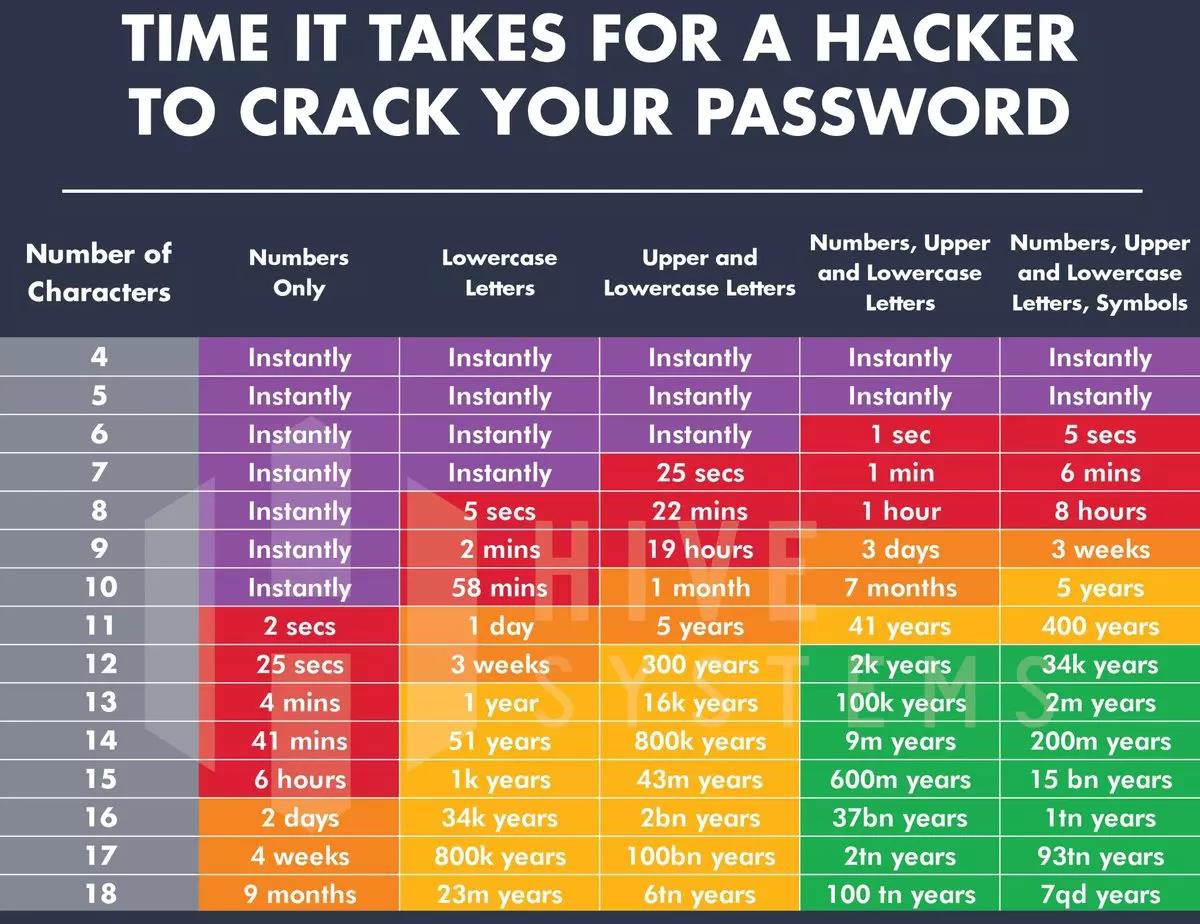 TIME IT TAKES FOR A HACKER
TO CRACK YOUR PASSWORD
Number of Characters Numbers Only Lowercase Letters Upper and Lowercase Letters Numbers, Upper and Lowercase Letters Numbers, Upper and Lowercase Letters, Symbols
4 Instantly Instantly Instantly Instantly Instantly
5 Instantly Instantly Instantly Instantly Instantly
6 Instantly Instantly Instantly 1 sec 5 secs
7 Instantly Instantly 25 secs 1 min 6 mins
8 Instantly 5 secs 22 mins 1 hour 8 hours
9 Instantly 2 mins 19 hours 3 days 3 weeks
10 Instantly 58 mins 1 month 7 months 5 years
11 2 secs 1 day 5 years 41 years 400 years
12 25 secs 3 weeks 300 years 2k years 34k years
13 4 mins 1 year 16k years 100k years 2m years
14 41 mins 51 years 800k years 9m years 200m years
15 6 hours 1k years 43m years 600m years 15 bn years
16 2 days 34k years 2bn years 37bn years 1tn years
17 4 weeks 800k years 100bn years 2tn years 93tn years
18 9 months 23m years 6tn years 100 tn years 7qd years
HIVE
SYSTEMS